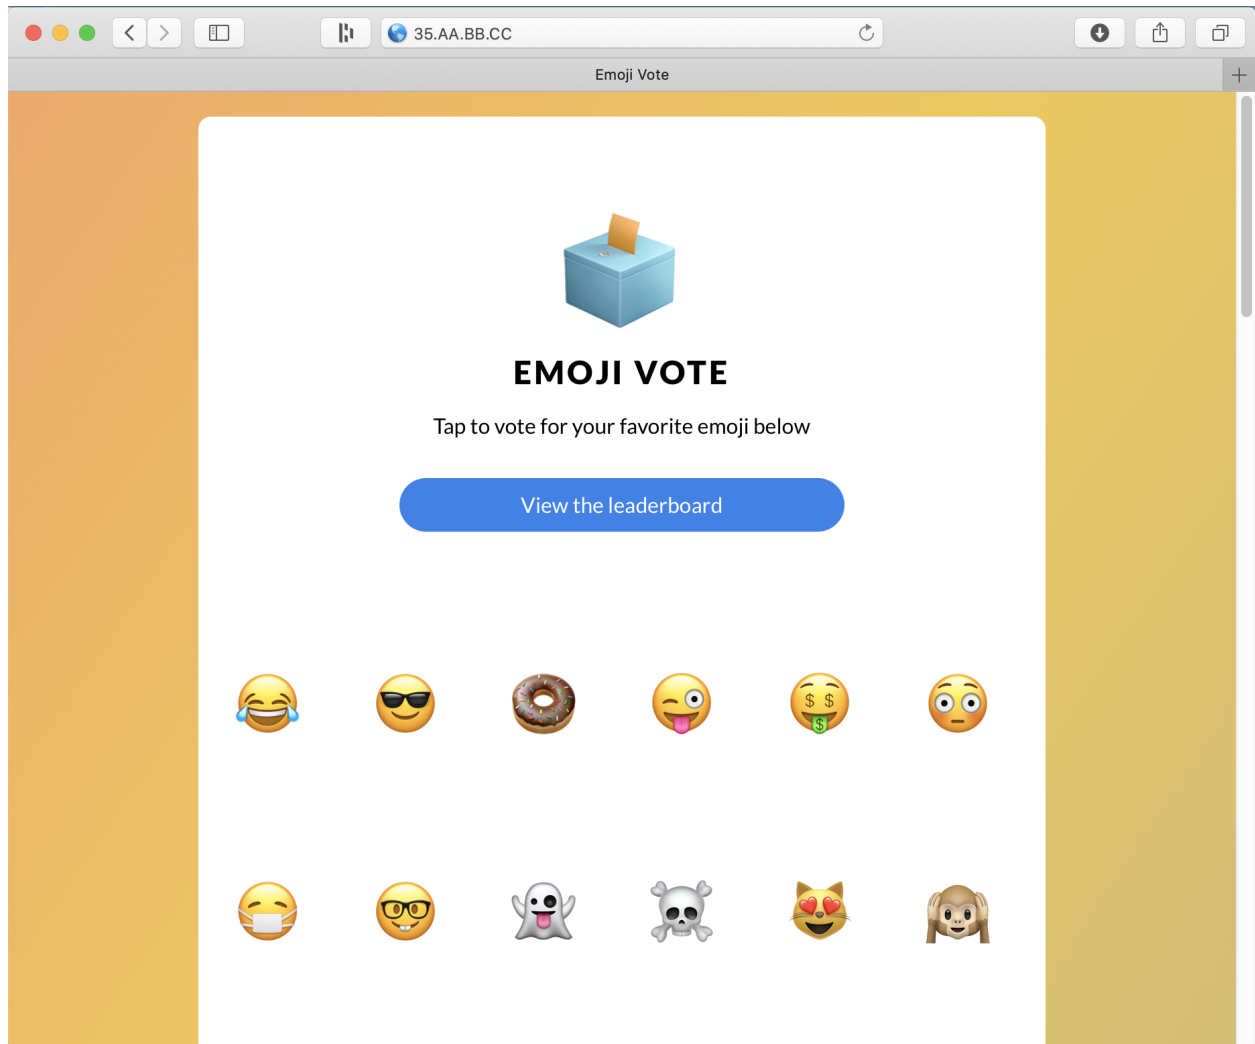 35.AA.BB.CC
Emoji Vote
EMOJI VOTE
Tap to vote for your favorite emoji below
View the leaderboard